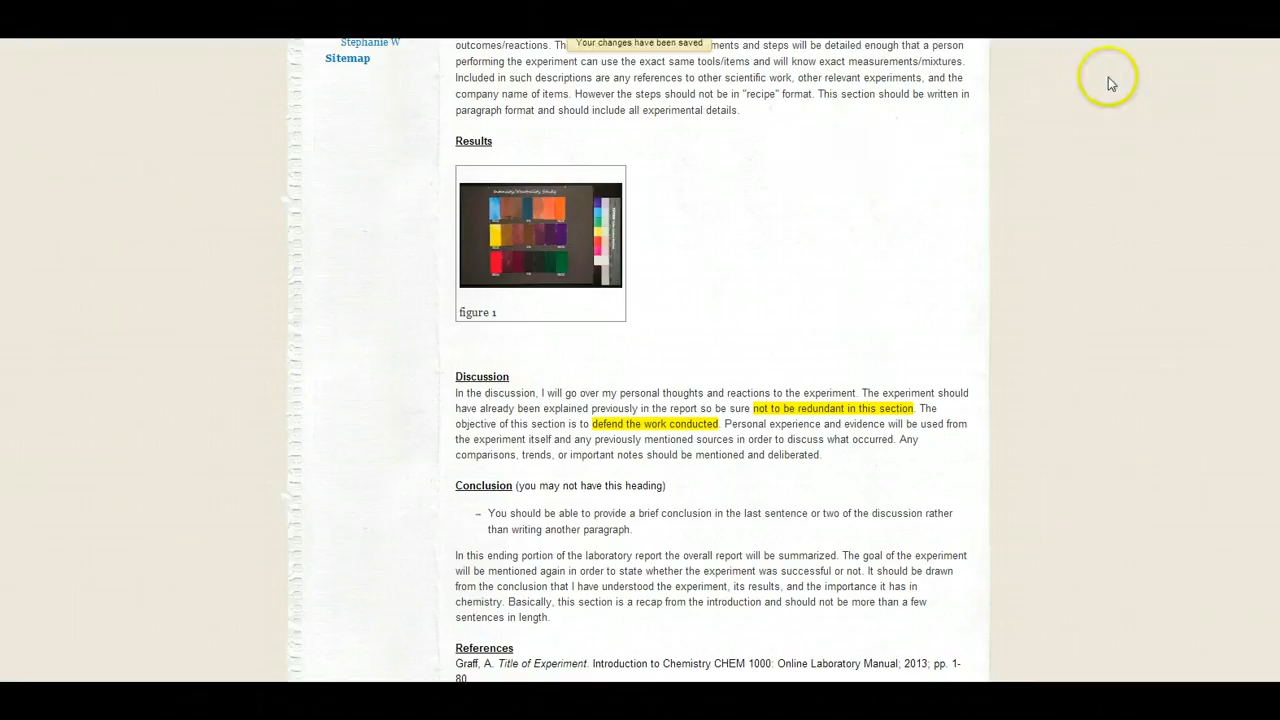 Stephanie W
Sitemap
Your changes have been saved
outcomes/reactions. and steps will be detailed enough that a person
performing the experiment can use the exact same tools and and will know exact measurements/mixtures.
Included in such descriptions are any references to other scientific work, other relevant experiments, and the
company name of items. However the steps should not be in "recipe" format. This section should be written in
paragraph format and should include all experimental details.
Results
figure 1
Discussion
In the discussion, I will go over my personal thoughts and reactions to the experiment. The experiment should
have already been explained previously in the report so it is not to be redundant in this section. The
objective of this section is to defend the work conducted. Personal experience and evidence will be used from
the experiment itself or any previously mentioned sources in order to discuss what occurred. Any
comparisons, trends, or important notes should be mentioned and deliberated.
Conclusion (you may not have this heading)
– You should be able to provide a brief conclusion in the last sentence or two of the discussion rather
than writing another paragraph.
In this ending portion of the laboratory report the overall report will be summarized. The goal of the experiment
will be mentioned again in order to state whether the experiment was successful or not. It should be drawn
from the conclusion that I have understood the experiment, its results, and the importance it has in
chemistry. Basically, this section is a recap from the introduction and should not be more than a few
sentences in length.
References
Graff, A. Title of Experiment. Introduction to Chemistry CHEM 1000: Online Laboratory Manual; 2013; pp. 1-
80.